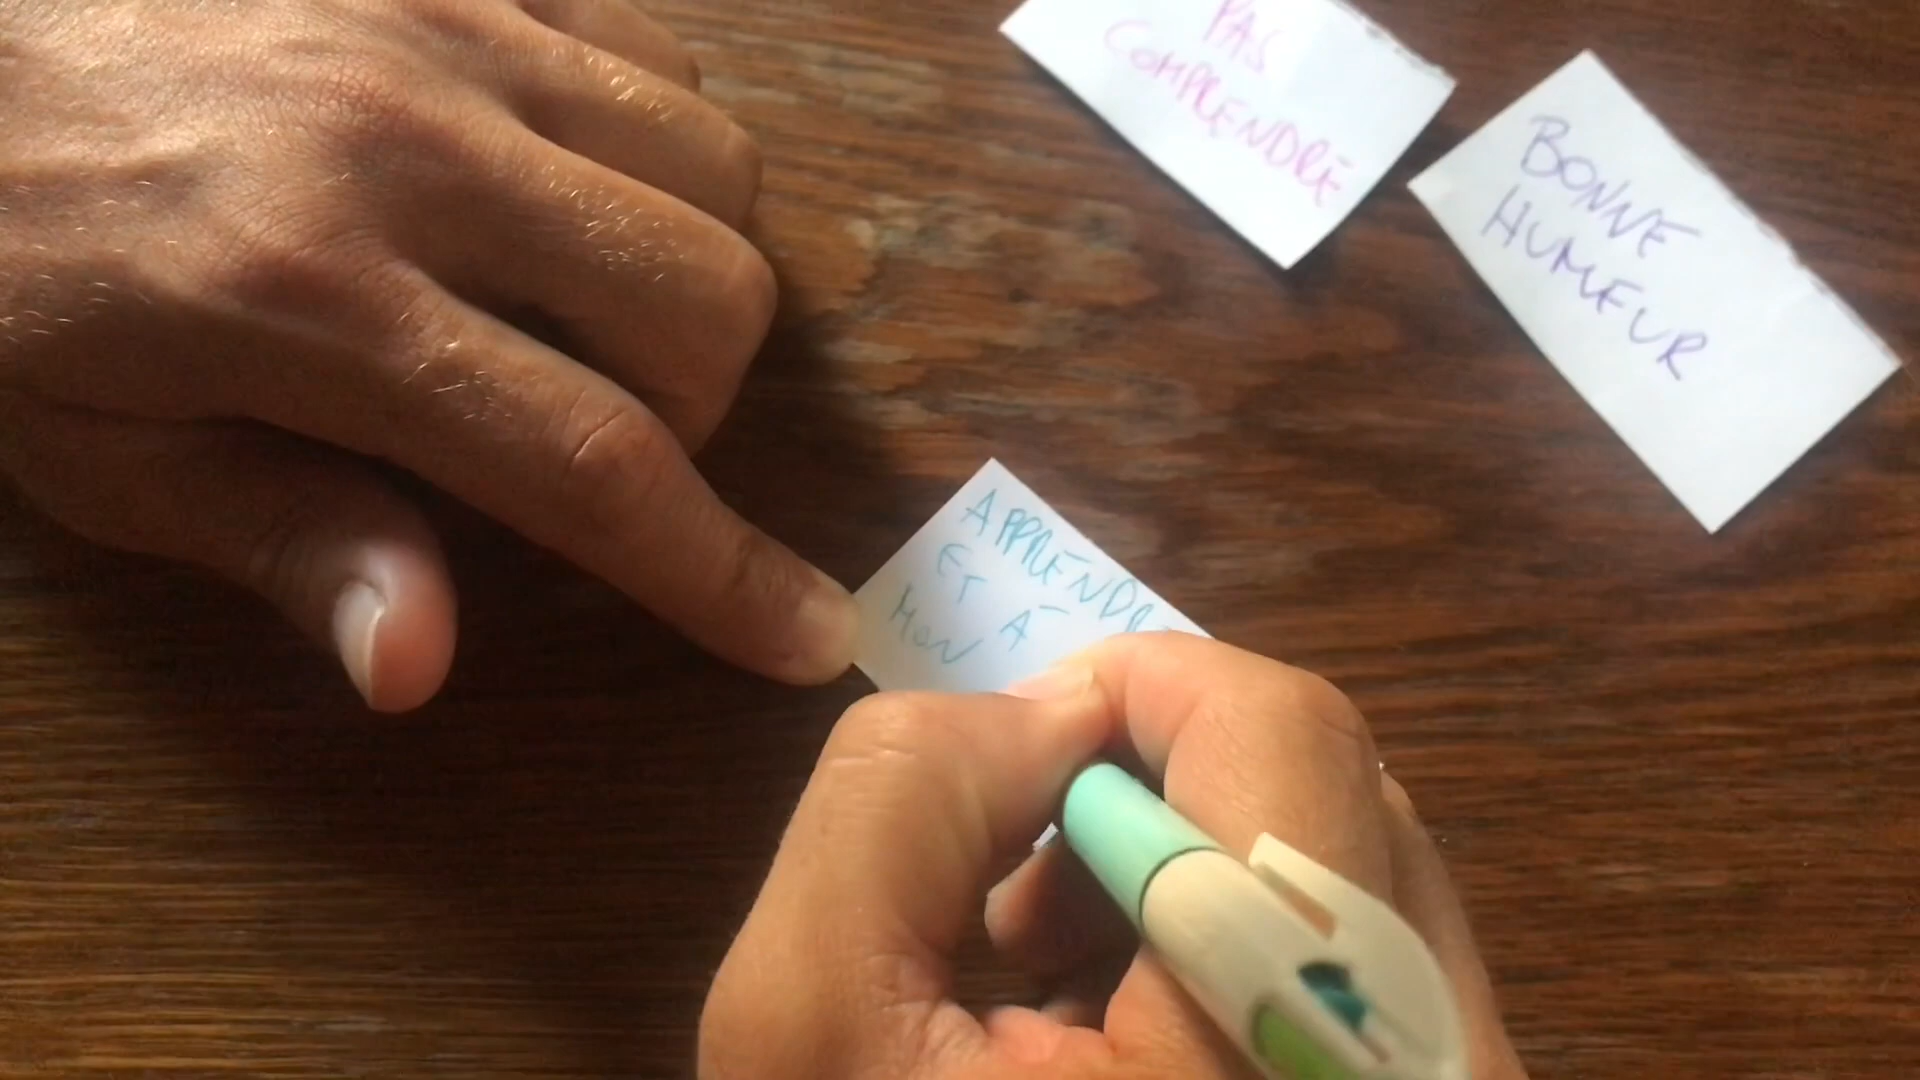 PAS
COMPRENDRE
BONNE
HUMEUR
APPRENDRE
ET À
MON